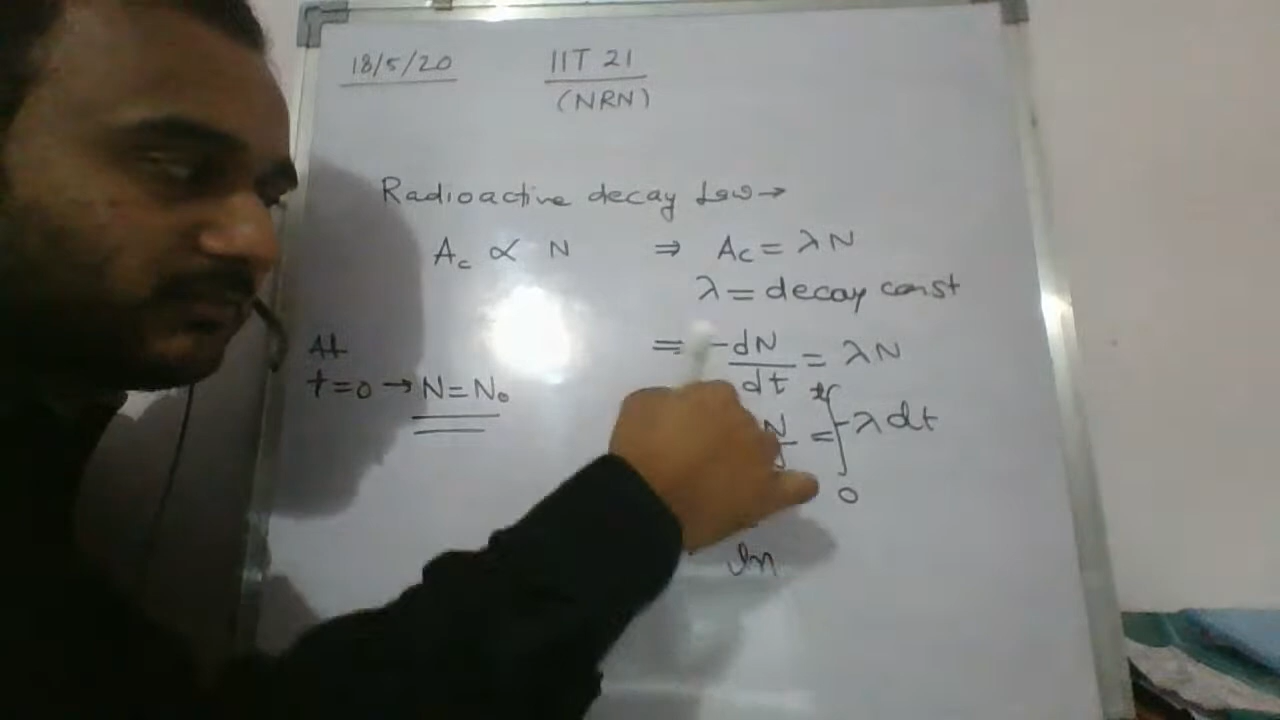 18/5/20 IIT 21
(NRN)
Radioactive decay Law →
Ac ∝ N ⇒ Ac = λN
λ = decay const
At
t=0 → N=N₀
= -dN/dt = λN
N = ∫ -λdt
t
0
ln